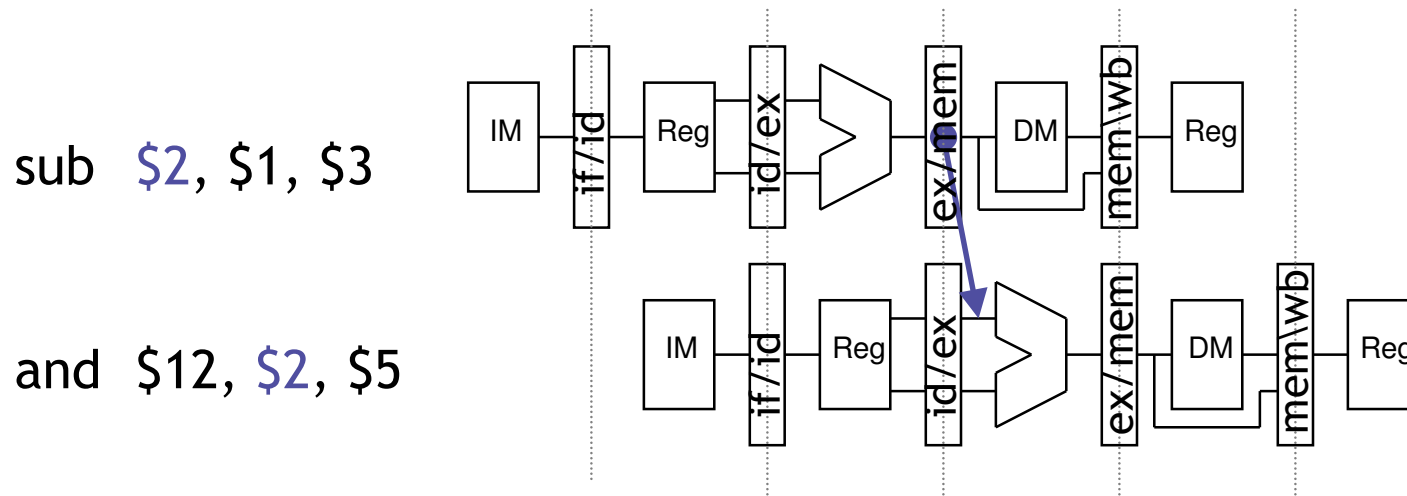 sub $2, $1, $3
IM if/id Reg id/ex ex/mem DM mem\wb Reg
and $12, $2, $5
IM if/id Reg id/ex ex/mem DM mem\wb Reg